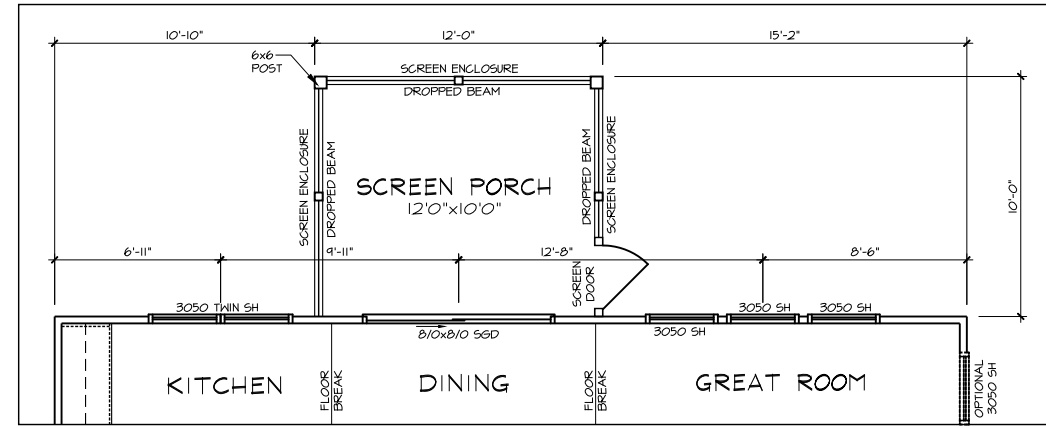 10'-10"
12'-0"
15'-2"
6x6
POST
SCREEN ENCLOSURE
DROPPED BEAM
SCREEN ENCLOSURE
DROPPED BEAM
DROPPED BEAM
SCREEN ENCLOSURE
SCREEN PORCH
12'0"x10'0"
10'-0"
6'-11"
9'-11"
12'-8"
8'-6"
SCREEN
DOOR
3050 TWIN SH
8/0x8/0 SGD
3050 SH
3050 SH
3050 SH
KITCHEN
FLOOR
BREAK
DINING
FLOOR
BREAK
GREAT ROOM
OPTIONAL
3050 SH